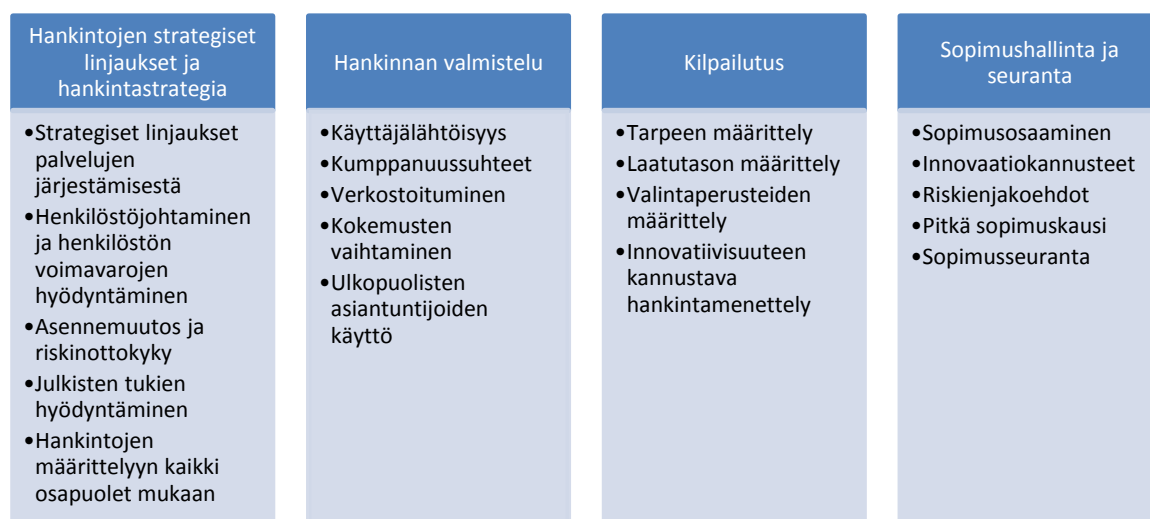 Hankintojen strategiset
linjaukset ja
hankintastrategia
•Strategiset linjaukset
palvelujen
järjestämisestä
•Henkilöstöjohtaminen
ja henkilöstön
voimavarojen
hyödyntäminen
•Asennemuutos ja
riskinottokyky
•Julkisten tukien
hyödyntäminen
•Hankintojen
määrittelyyn kaikki
osapuolet mukaan
Hankinnan valmistelu
•Käyttäjälähtöisyys
•Kumppanuussuhteet
•Verkostoituminen
•Kokemusten
vaihtaminen
•Ulkopuolisten
asiantuntijoiden
käyttö
Kilpailutus
•Tarpeen määrittely
•Laatutason määrittely
•Valintaperusteiden
määrittely
•Innovatiivisuuteen
kannustava
hankintamenettely
Sopimushallinta ja
seuranta
•Sopimusosaaminen
•Innovaatiokannusteet
•Riskienjakoehdot
•Pitkä sopimuskausi
•Sopimusseuranta